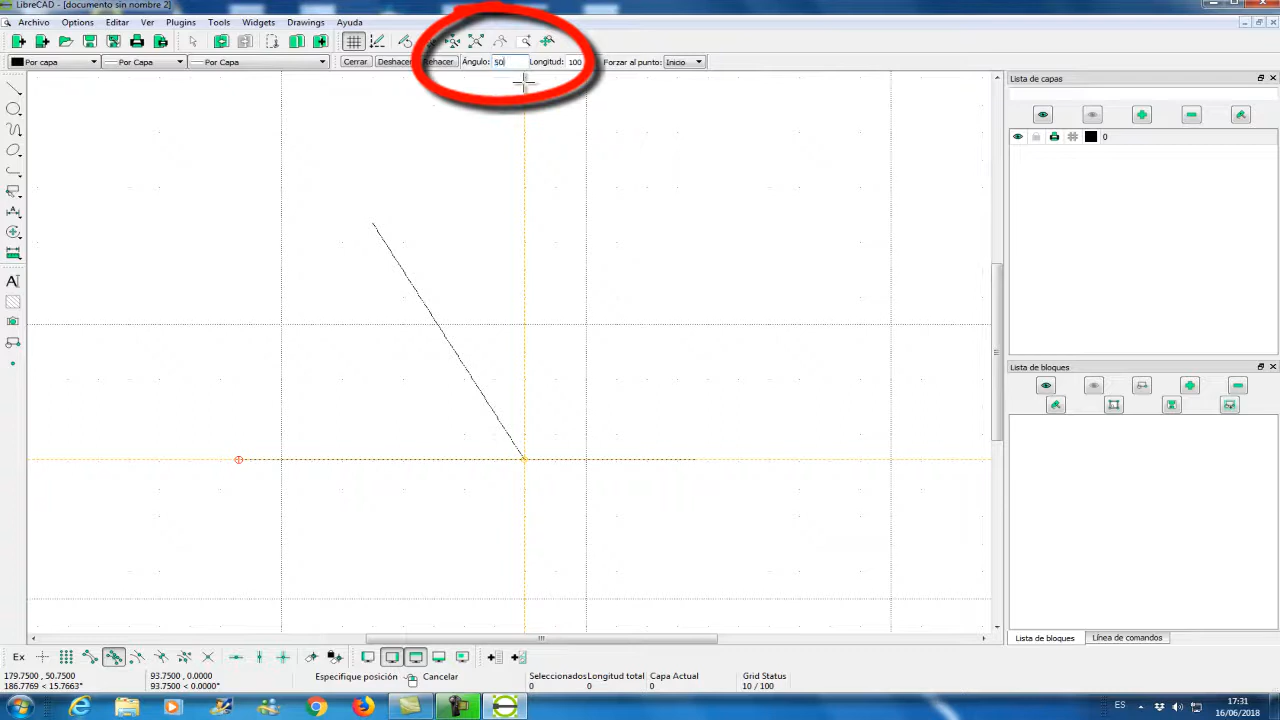 LibreCAD - [documento sin nombre 2]
Archivo Options Editar Ver Plugins Tools Widgets Drawings Ayuda
Por capa Por Capa Por Capa Cerrar Deshacer Rehacer Ángulo: 50 Longitud: 100 Forzar al punto: Inicio
Lista de capas
0
Lista de bloques
Lista de bloques Línea de comandos
Ex
179.7500 , 50.7500 93.7500 , 0.0000 Especifique posición Cancelar Seleccionados Longitud total Capa Actual Grid Status
186.7769 < 15.7663° 93.7500 < 0.0000° 0 0 0 10 / 100
ES 17:31
16/06/2018